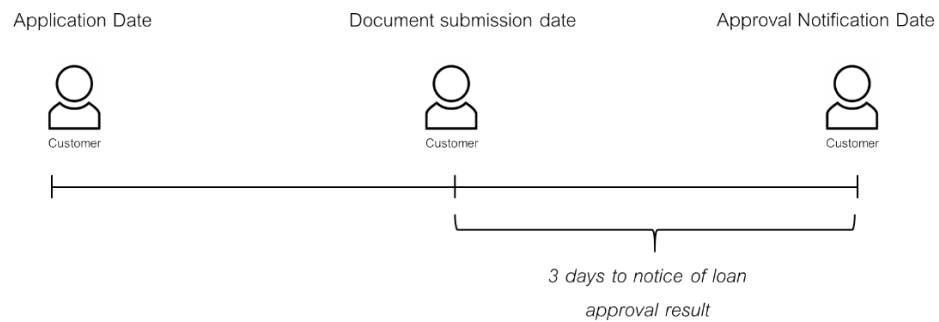 Application Date
Document submission date
Approval Notification Date
Customer
Customer
Customer
3 days to notice of loan
approval result